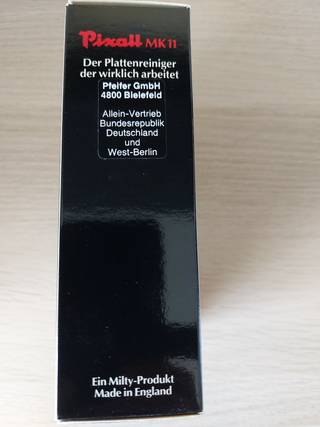 Pixall MK II
Der Plattenreiniger
der wirklich arbeitet
Pfeifer GmbH
4800 Bielefeld
Allein-Vertrieb
Bundesrepublik
Deutschland
und
West-Berlin
Ein Milty-Produkt
Made in England